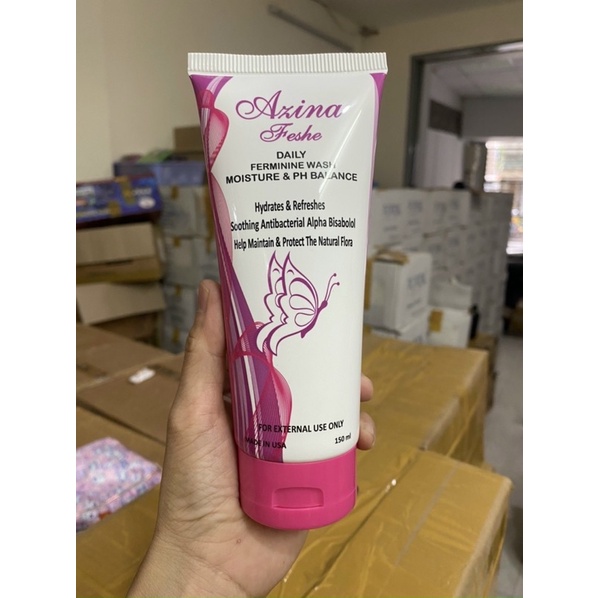 Azina
Feshe
DAILY
FERMININE WASH
MOISTURE & PH BALANCE
Hydrates & Refreshes
Soothing Antibacterial Alpha Bisabolol
Help Maintain & Protect The Natural Flora
FOR EXTERNAL USE ONLY
MADE IN USA
150 ml